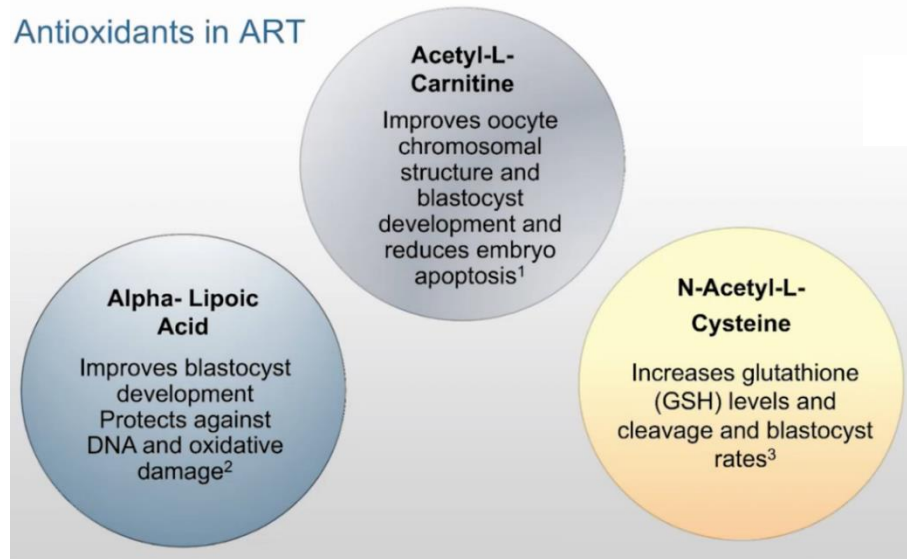 Antioxidants in ART
Acetyl-L-
Carnitine
Improves oocyte
chromosomal
structure and
blastocyst
development and
reduces embryo
apoptosis¹
Alpha- Lipoic
Acid
Improves blastocyst
development
Protects against
DNA and oxidative
damage²
N-Acetyl-L-
Cysteine
Increases glutathione
(GSH) levels and
cleavage and blastocyst
rates³